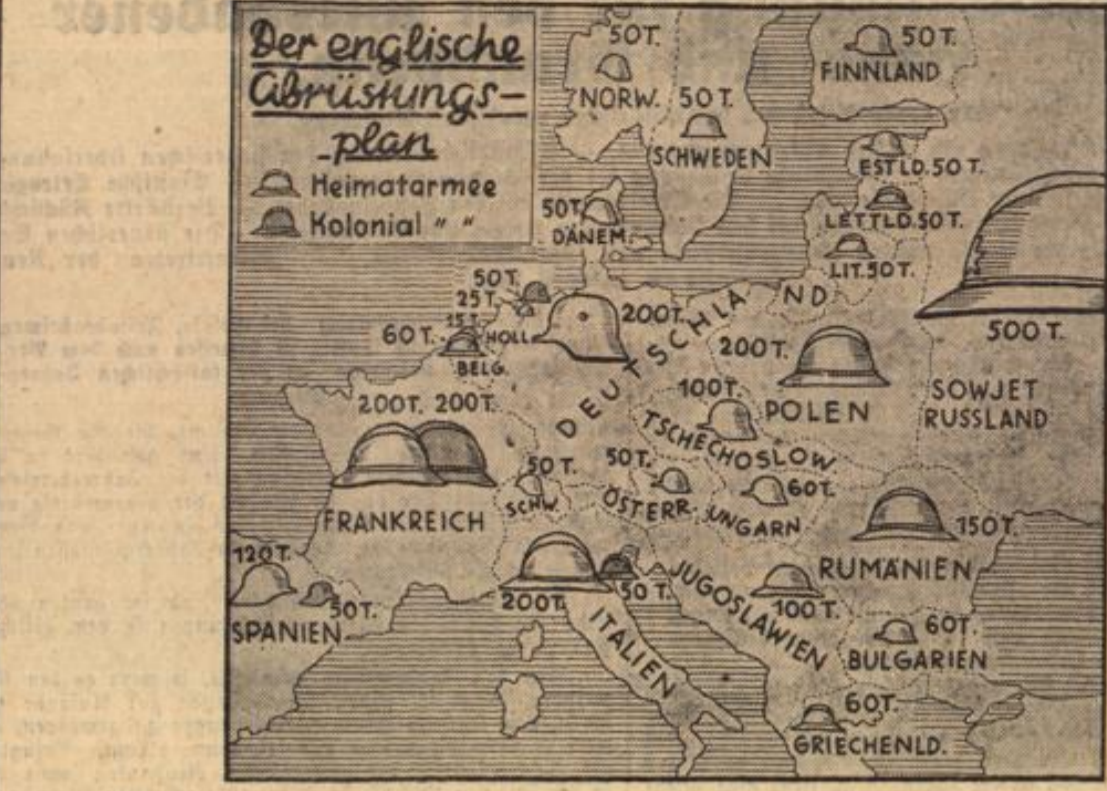 Der englische
Abrüstungs-
plan
Heimatarmee
Kolonial " "
50T.
NORW.
50T.
SCHWEDEN
50T.
FINNLAND
ESTLD.50T.
LETTLD.50T.
LIT.50T.
50T.
DÄNEM.
500T.
SOWJET
RUSSLAND
50T.
25T.
15T.
HOLL.
60T.
BELG.
200T.
DEUTSCHLAND
200T.
POLEN
100T.
TSCHECHOSLOW
200T. 200T.
FRANKREICH
50T.
SCHW.
50T.
ÖSTERR.
60T.
UNGARN
150T.
RUMÄNIEN
120T.
50T.
SPANIEN
200T.
50T.
ITALIEN
100T.
JUGOSLAWIEN
60T.
BULGARIEN
60T.
GRIECHENLD.